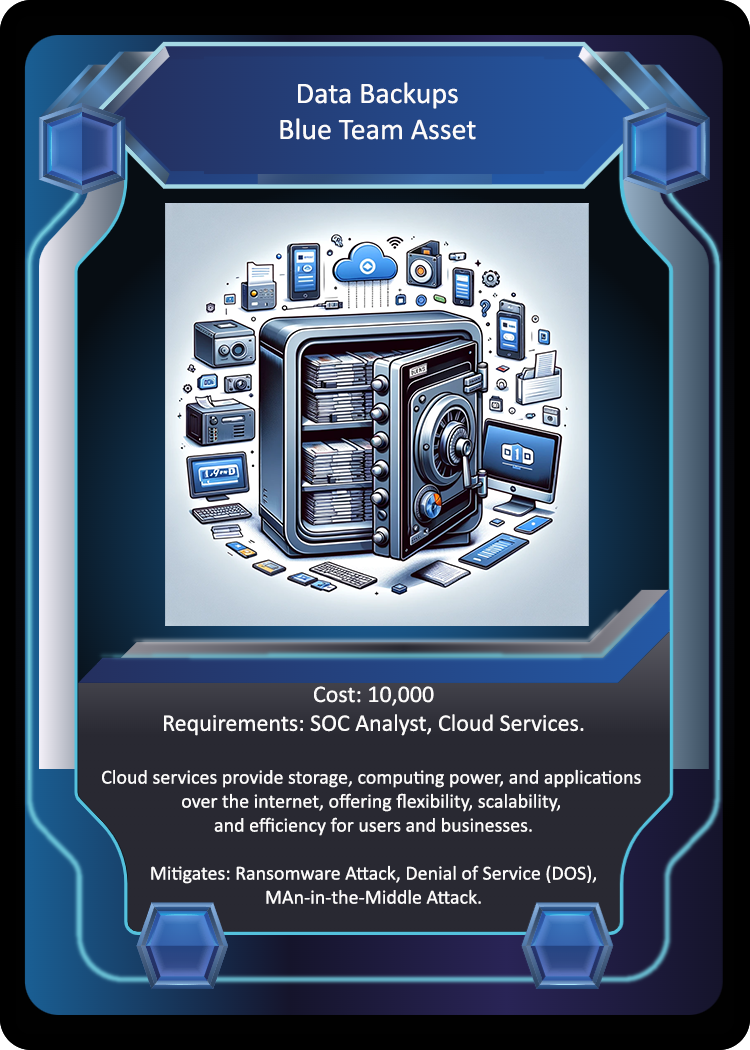 Data Backups
Blue Team Asset
Cost: 10,000
Requirements: SOC Analyst, Cloud Services.
Cloud services provide storage, computing power, and applications
over the internet, offering flexibility, scalability,
and efficiency for users and businesses.
Mitigates: Ransomware Attack, Denial of Service (DOS),
MAn-in-the-Middle Attack.